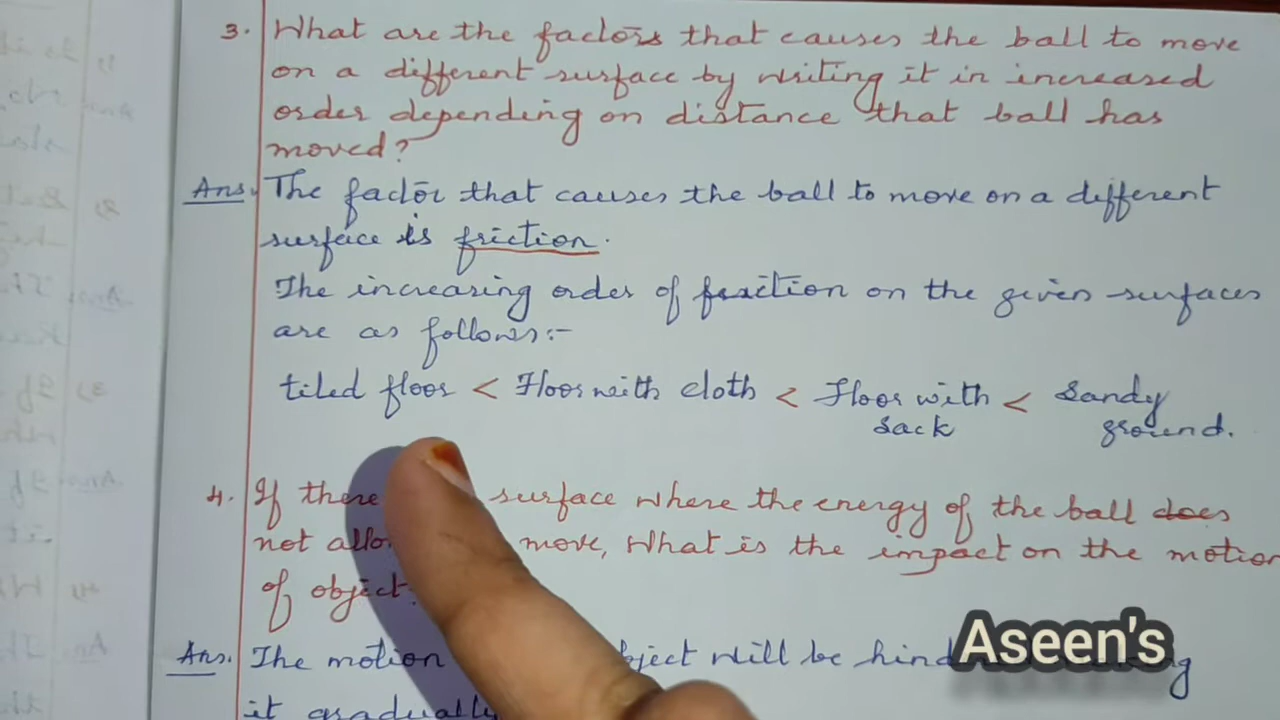 3. What are the factors that causes the ball to move
on a different surface by writing it in increased
order depending on distance that ball has
moved?
Ans. The factor that causes the ball to move on a different
surface is friction.
The increasing order of friction on the given surfaces
are as follows:-
tiled floor < Floor with cloth < Floor with sack < Sandy ground.
4. If there surface where the energy of the ball does
not move, What is the impact on the motion
of object.
Ans. The motion will be
it gradually
Aseen's